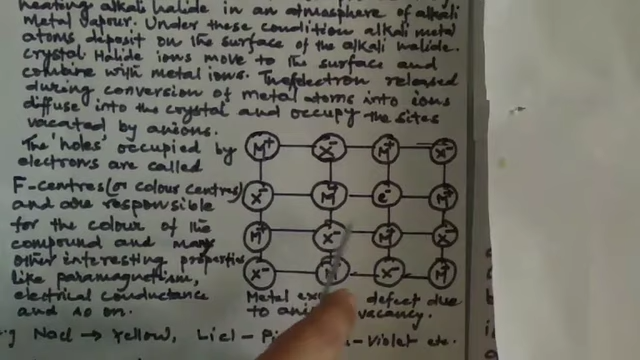 heating alkali halide in an atmosphere of alkali
Metal vapour. Under these condition alkali metal
atoms deposit on the surface of the alkali halide.
crystal Halide ions move to the surface and
combine with metal ions. The electron released
during conversion of metal atoms into ions
diffuse into the crystal and occupy the sites
vacated by anions.
The 'holes' occupied by
electrons are called
F-centres (or colour centres)
and are responsible
for the colour of the
compound and many
other interesting properties
like paramagnetism,
electrical conductance
and so on.
M+ X- M+ X-
X- M+ e- M+
M+ X- M+ X-
X- M X- M+
Metal defect due
to vacancy.
Nacl → Yellow, Licl - Violet etc.